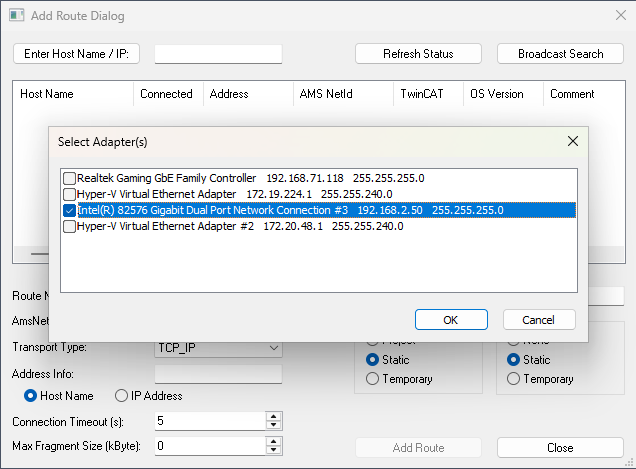 Add Route Dialog
Enter Host Name / IP:
Refresh Status
Broadcast Search
Host Name Connected Address AMS NetId TwinCAT OS Version Comment
Select Adapter(s)
Realtek Gaming GbE Family Controller 192.168.71.118 255.255.255.0
Hyper-V Virtual Ethernet Adapter 172.19.224.1 255.255.240.0
Intel(R) 82576 Gigabit Dual Port Network Connection #3 192.168.2.50 255.255.255.0
Hyper-V Virtual Ethernet Adapter #2 172.20.48.1 255.255.240.0
OK
Cancel
Route N
AmsNet
Transport Type: TCP_IP
Address Info:
Host Name
IP Address
Connection Timeout (s): 5
Max Fragment Size (kByte): 0
Static
Temporary
Static
Temporary
Add Route
Close